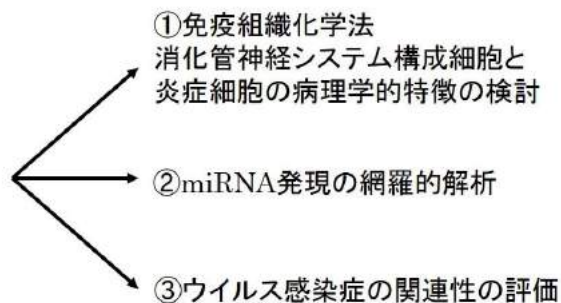 ①免疫組織化学法
消化管神経システム構成細胞と
炎症細胞の病理学的特徴の検討
②miRNA発現の網羅的解析
③ウイルス感染症の関連性の評価